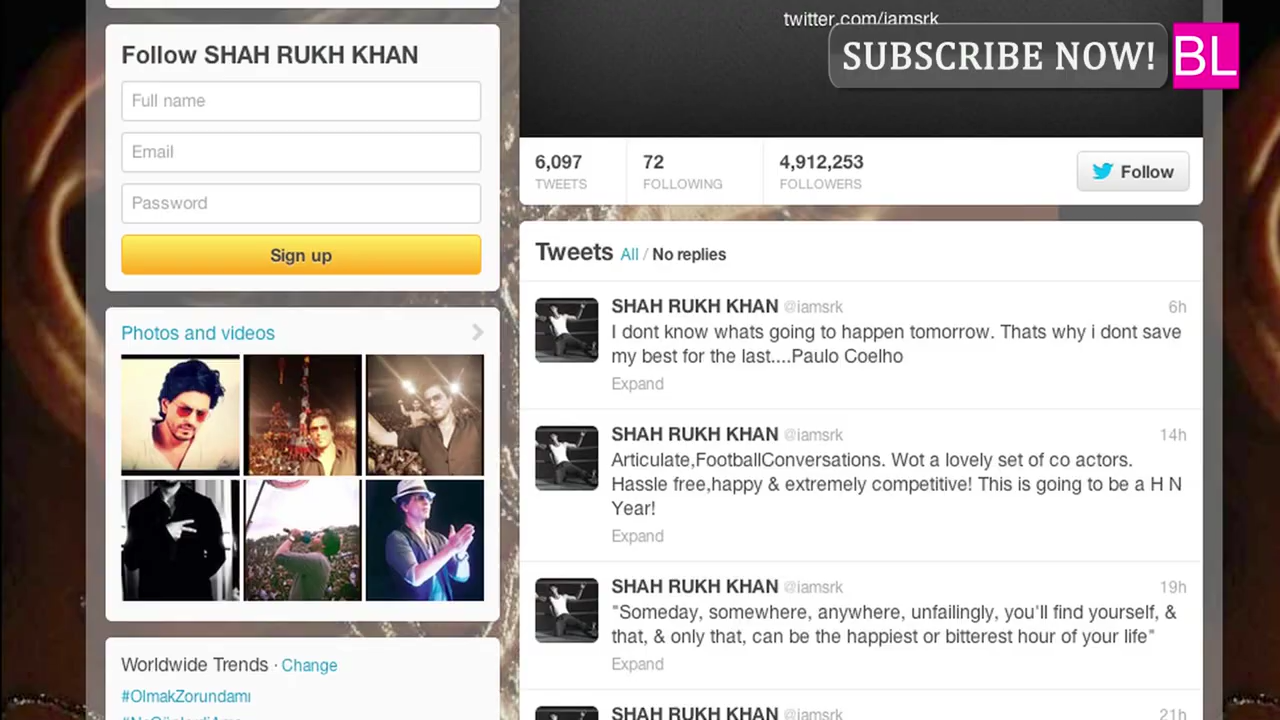 Follow SHAH RUKH KHAN
Full name
Email
Password
Sign up
Photos and videos
Worldwide Trends · Change
#OlmakZorundamı
twitter.com/iamsrk
SUBSCRIBE NOW!
BL
6,097
TWEETS
72
FOLLOWING
4,912,253
FOLLOWERS
Follow
Tweets All / No replies
SHAH RUKH KHAN @iamsrk 6h
I dont know whats going to happen tomorrow. Thats why i dont save
my best for the last....Paulo Coelho
Expand
SHAH RUKH KHAN @iamsrk 14h
Articulate,FootballConversations. Wot a lovely set of co actors.
Hassle free,happy & extremely competitive! This is going to be a H N
Year!
Expand
SHAH RUKH KHAN @iamsrk 19h
"Someday, somewhere, anywhere, unfailingly, you'll find yourself, &
that, & only that, can be the happiest or bitterest hour of your life"
Expand
SHAH RUKH KHAN @iamsrk 21h